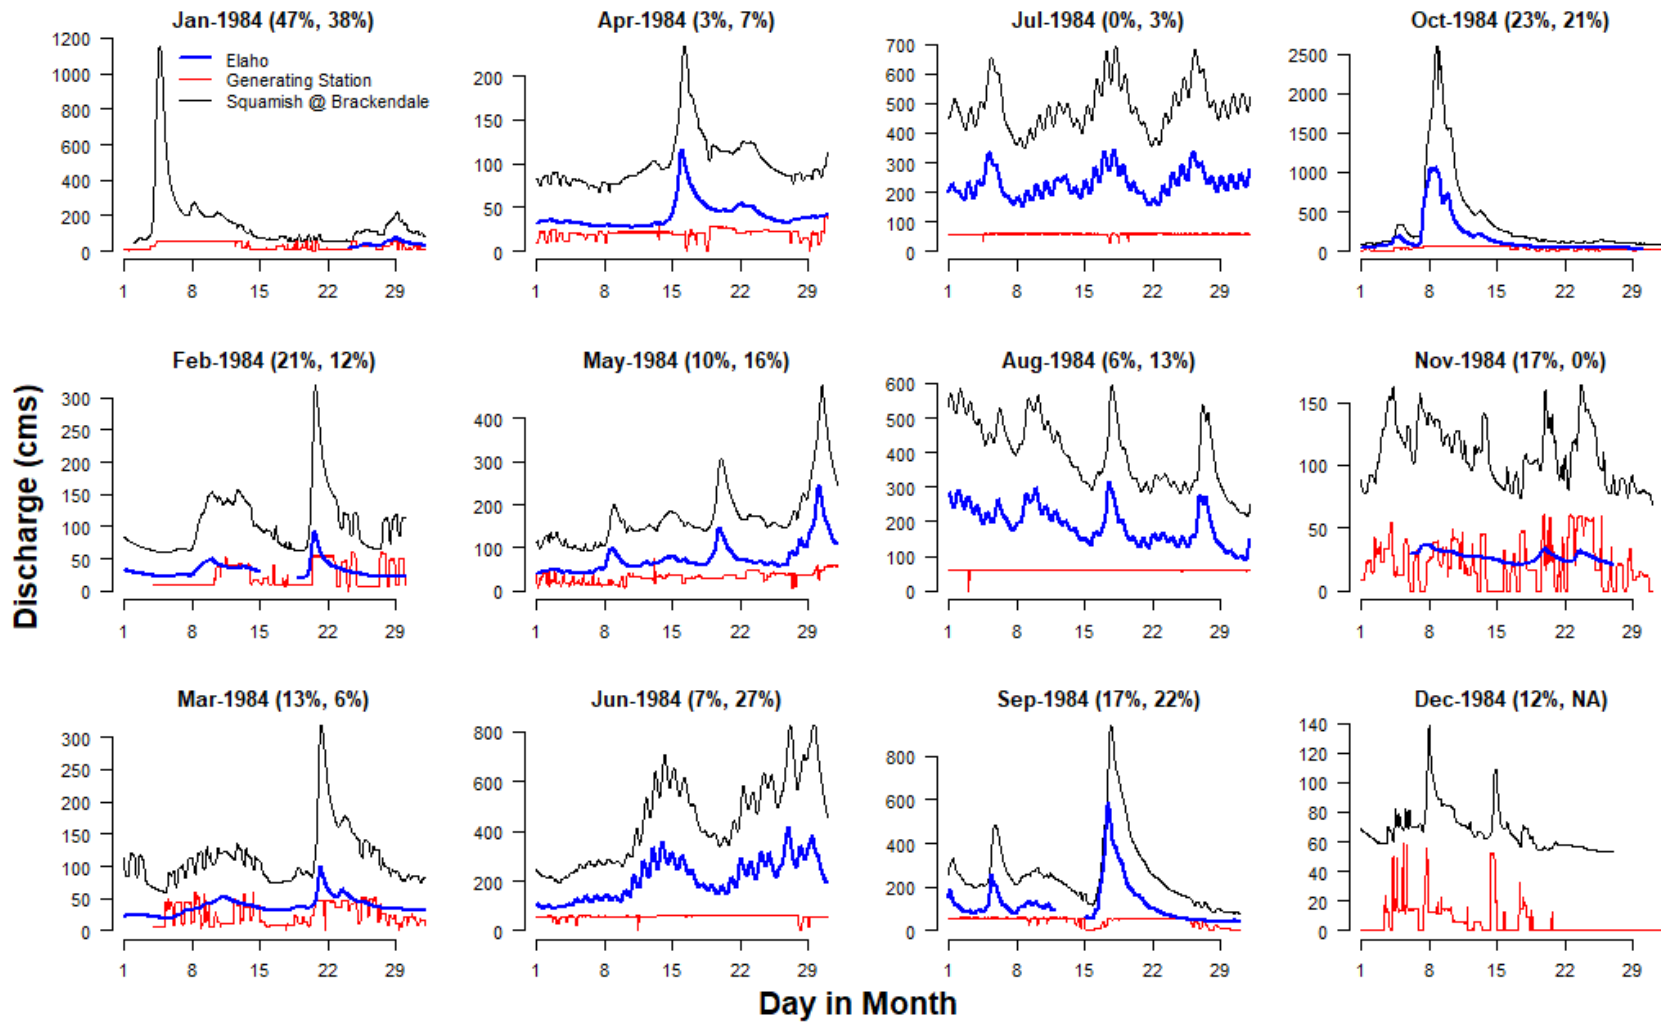 Jan-1984 (47%, 38%)
1200
1000
800
600
400
200
0
Elaho
Generating Station
Squamish @ Brackendale
1 8 15 22 29
Apr-1984 (3%, 7%)
200
150
100
50
0
1 8 15 22 29
Jul-1984 (0%, 3%)
700
600
500
400
300
200
100
0
1 8 15 22 29
Oct-1984 (23%, 21%)
2500
2000
1500
1000
500
0
1 8 15 22 29
Discharge (cms)
Feb-1984 (21%, 12%)
300
250
200
150
100
50
0
1 8 15 22 29
May-1984 (10%, 16%)
400
300
200
100
0
1 8 15 22 29
Aug-1984 (6%, 13%)
600
500
400
300
200
100
0
1 8 15 22 29
Nov-1984 (17%, 0%)
150
100
50
0
1 8 15 22 29
Mar-1984 (13%, 6%)
300
250
200
150
100
50
0
1 8 15 22 29
Jun-1984 (7%, 27%)
800
600
400
200
0
1 8 15 22 29
Sep-1984 (17%, 22%)
800
600
400
200
0
1 8 15 22 29
Dec-1984 (12%, NA)
140
120
100
80
60
40
20
0
1 8 15 22 29
Day in Month